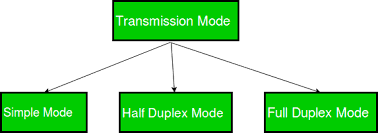 Transmission Mode
Simple Mode
Half Duplex Mode
Full Duplex Mode